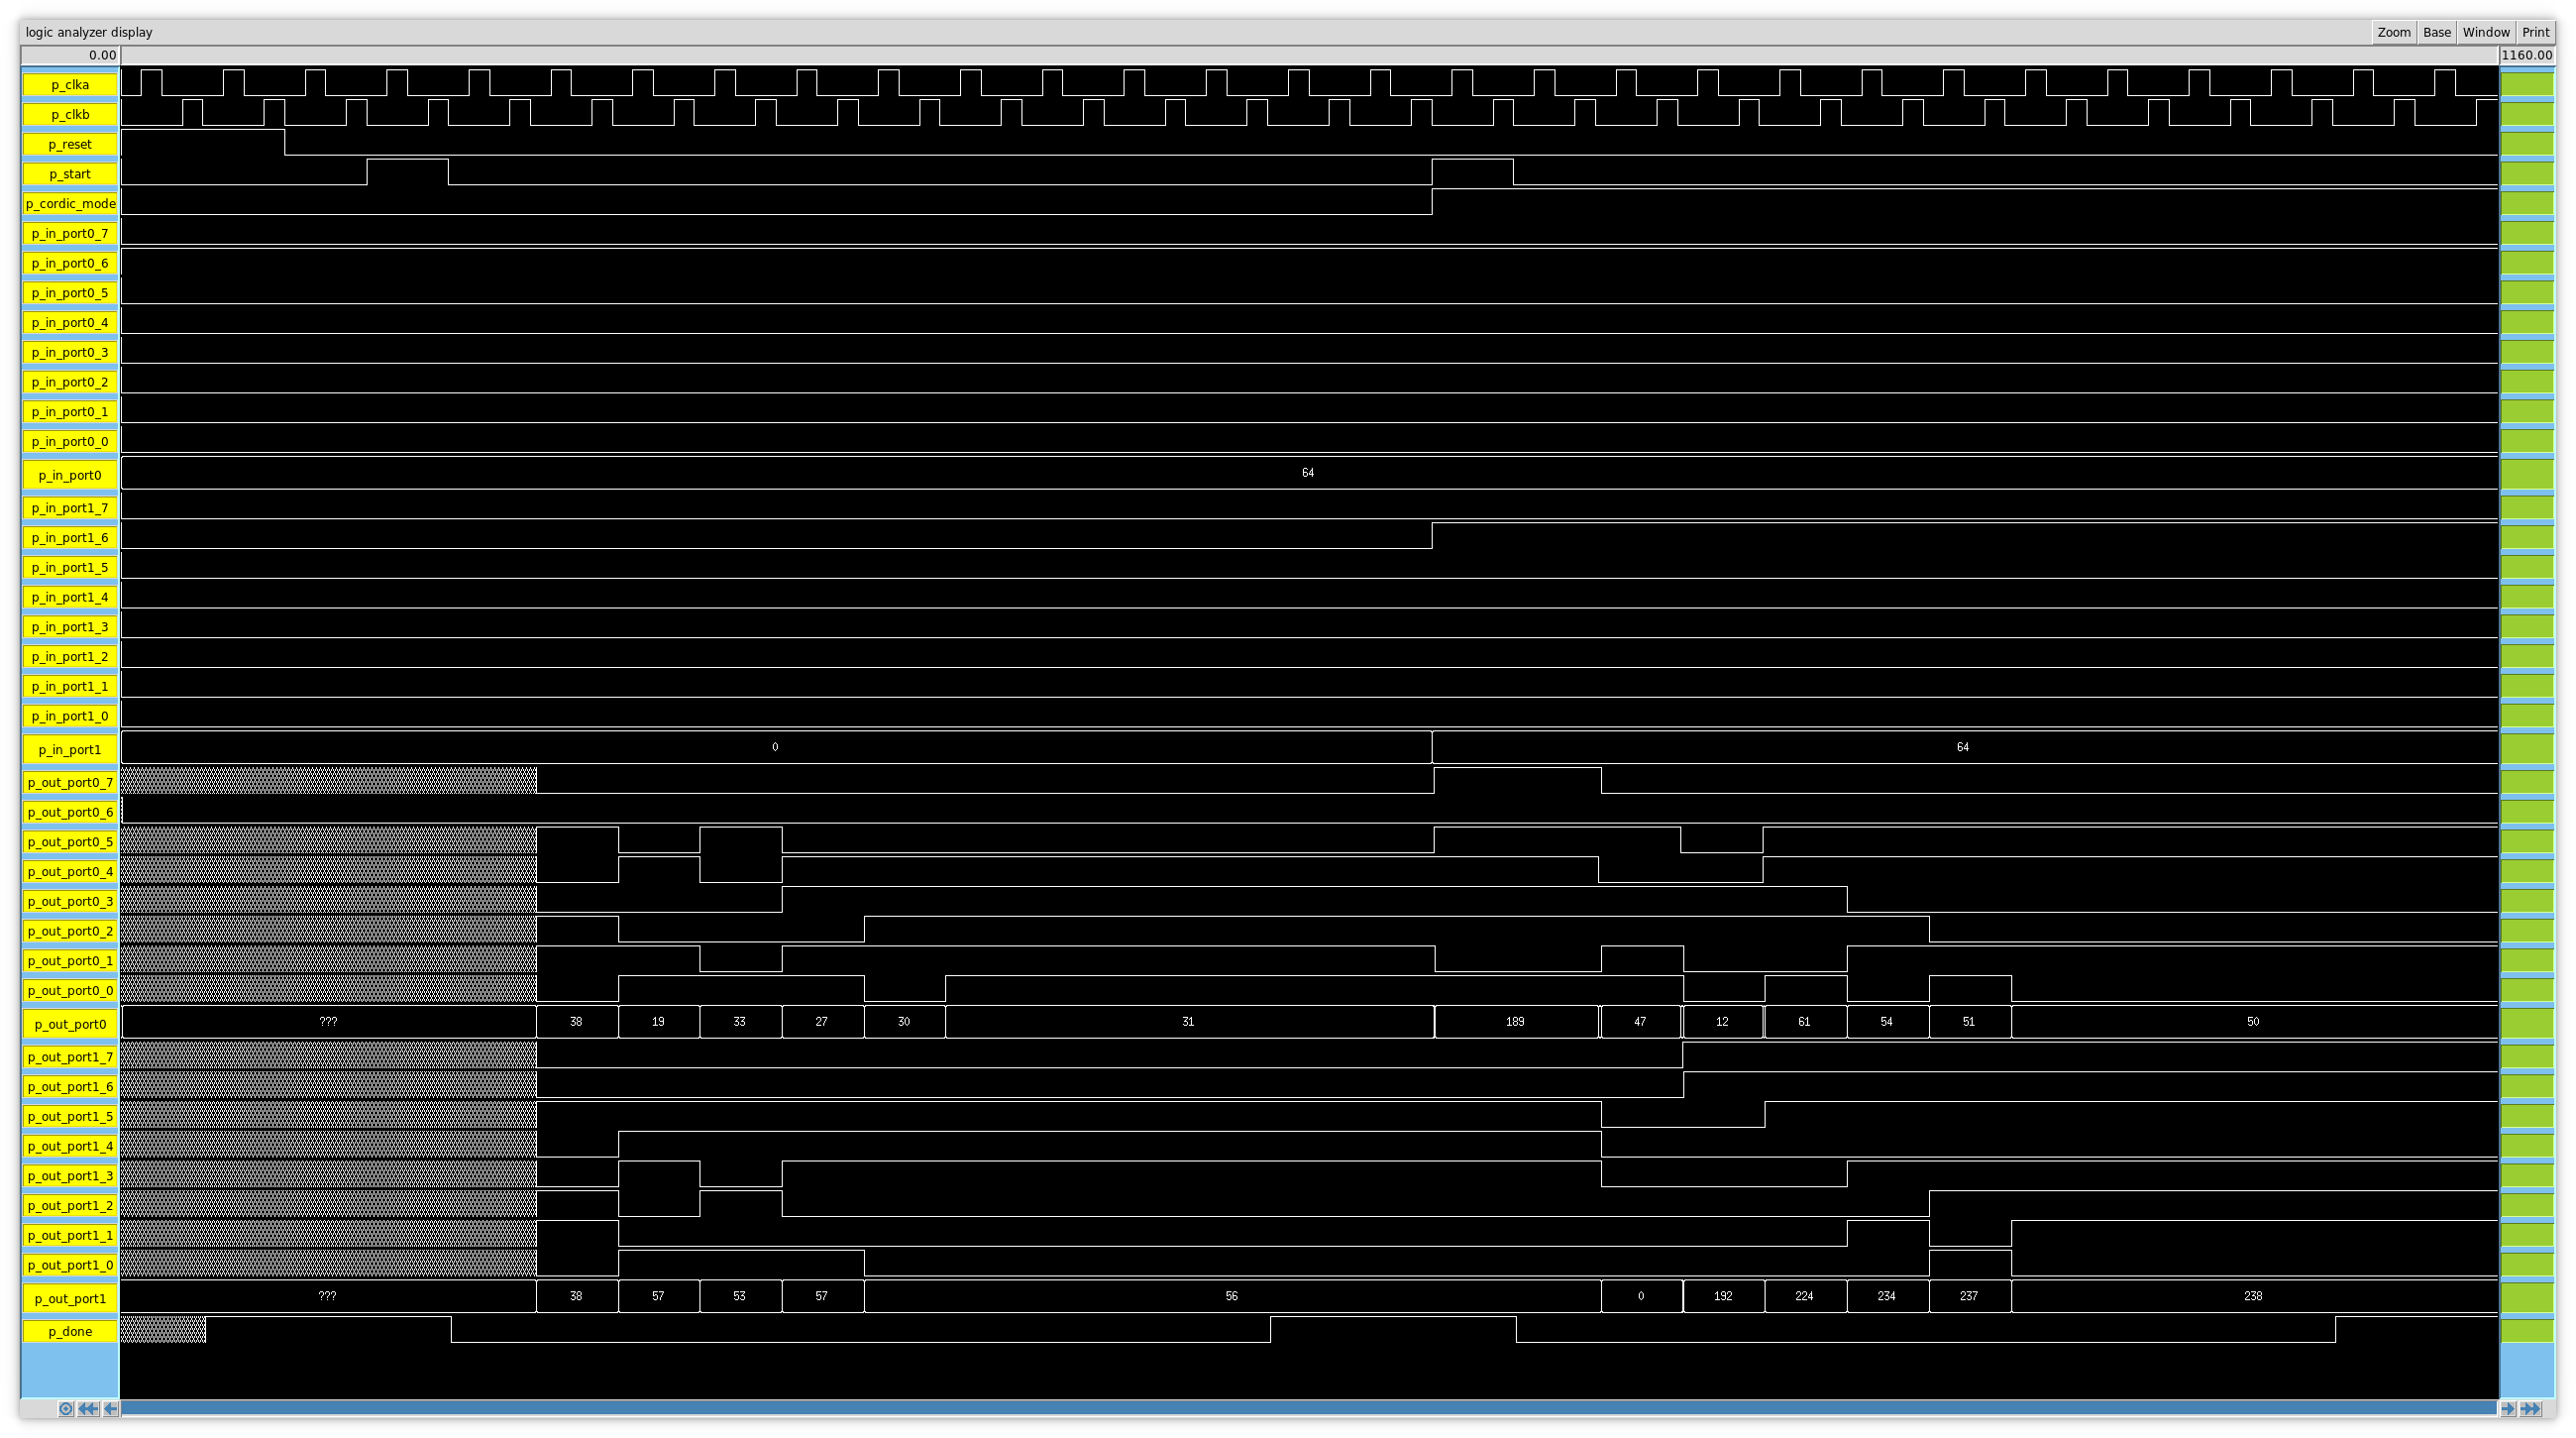 logic analyzer display Zoom Base Window Print
0.00 1160.00
p_clka
p_clkb
p_reset
p_start
p_cordic_mode
p_in_port0_7
p_in_port0_6
p_in_port0_5
p_in_port0_4
p_in_port0_3
p_in_port0_2
p_in_port0_1
p_in_port0_0
p_in_port0 64
p_in_port1_7
p_in_port1_6
p_in_port1_5
p_in_port1_4
p_in_port1_3
p_in_port1_2
p_in_port1_1
p_in_port1_0
p_in_port1 0 64
p_out_port0_7
p_out_port0_6
p_out_port0_5
p_out_port0_4
p_out_port0_3
p_out_port0_2
p_out_port0_1
p_out_port0_0
p_out_port0 ??? 38 19 33 27 30 31 189 47 12 61 54 51 50
p_out_port1_7
p_out_port1_6
p_out_port1_5
p_out_port1_4
p_out_port1_3
p_out_port1_2
p_out_port1_1
p_out_port1_0
p_out_port1 ??? 38 57 53 57 56 0 192 224 234 237 238
p_done